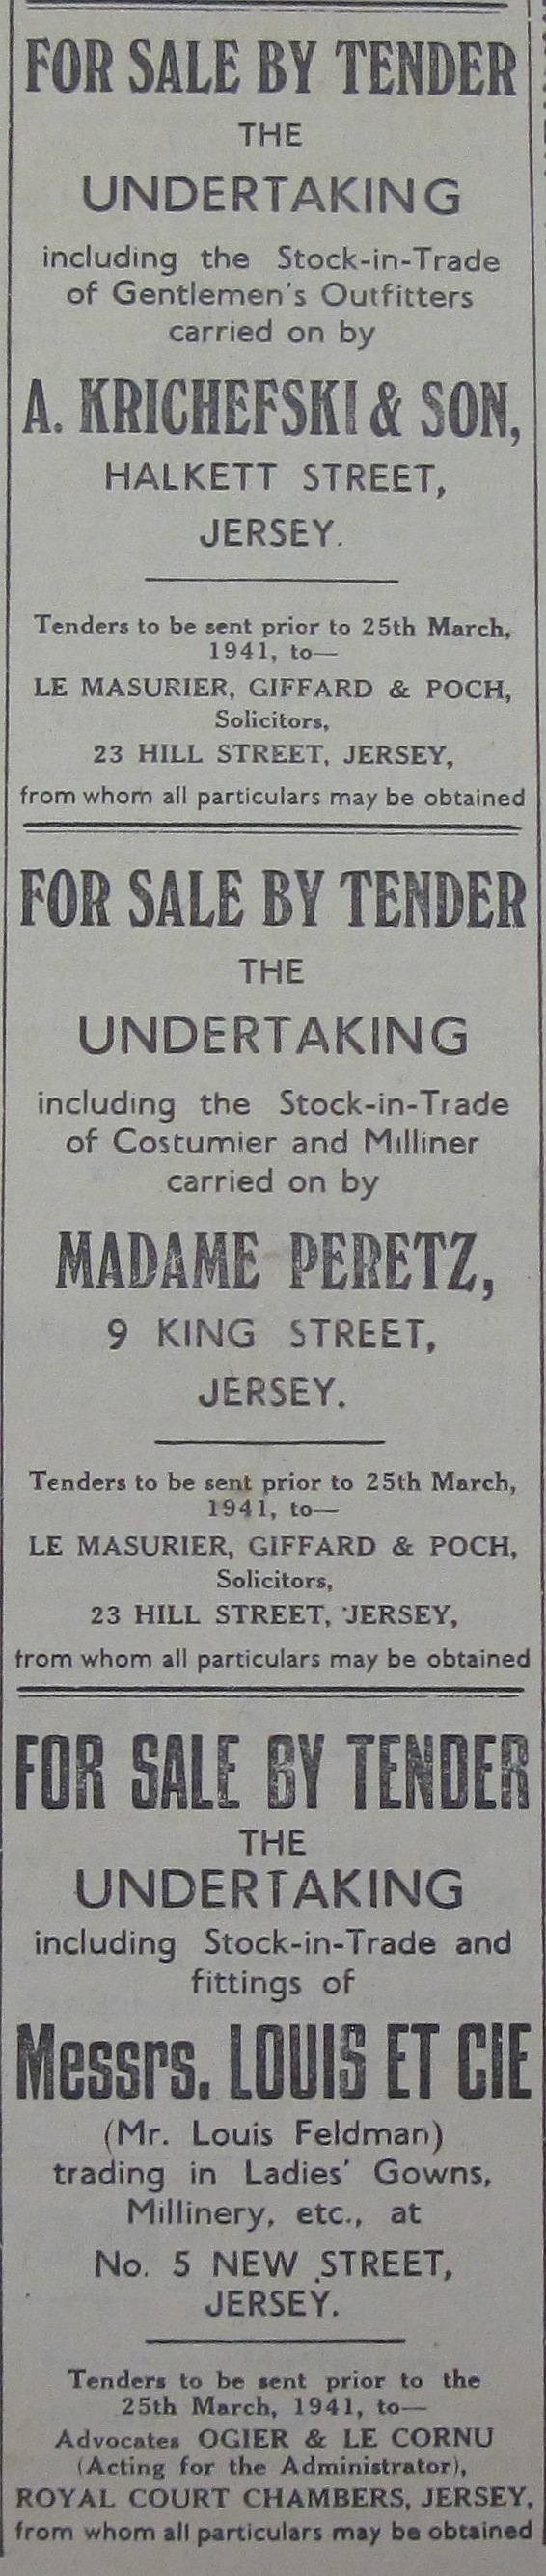 FOR SALE BY TENDER
THE
UNDERTAKING
including the Stock-in-Trade
of Gentlemen's Outfitters
carried on by
A. KRICHEFSKI & SON,
HALKETT STREET,
JERSEY.
Tenders to be sent prior to 25th March,
1941, to—
LE MASURIER, GIFFARD & POCH,
Solicitors,
23 HILL STREET, JERSEY,
from whom all particulars may be obtained
FOR SALE BY TENDER
THE
UNDERTAKING
including the Stock-in-Trade
of Costumier and Milliner
carried on by
MADAME PERETZ,
9 KING STREET,
JERSEY.
Tenders to be sent prior to 25th March,
1941, to—
LE MASURIER, GIFFARD & POCH,
Solicitors,
23 HILL STREET, JERSEY,
from whom all particulars may be obtained
FOR SALE BY TENDER
THE
UNDERTAKING
including Stock-in-Trade and
fittings of
Messrs. LOUIS ET CIE
(Mr. Louis Feldman)
trading in Ladies' Gowns,
Millinery, etc., at
No. 5 NEW STREET,
JERSEY.
Tenders to be sent prior to the
25th March, 1941, to—
Advocates OGIER & LE CORNU
(Acting for the Administrator),
ROYAL COURT CHAMBERS, JERSEY,
from whom all particulars may be obtained